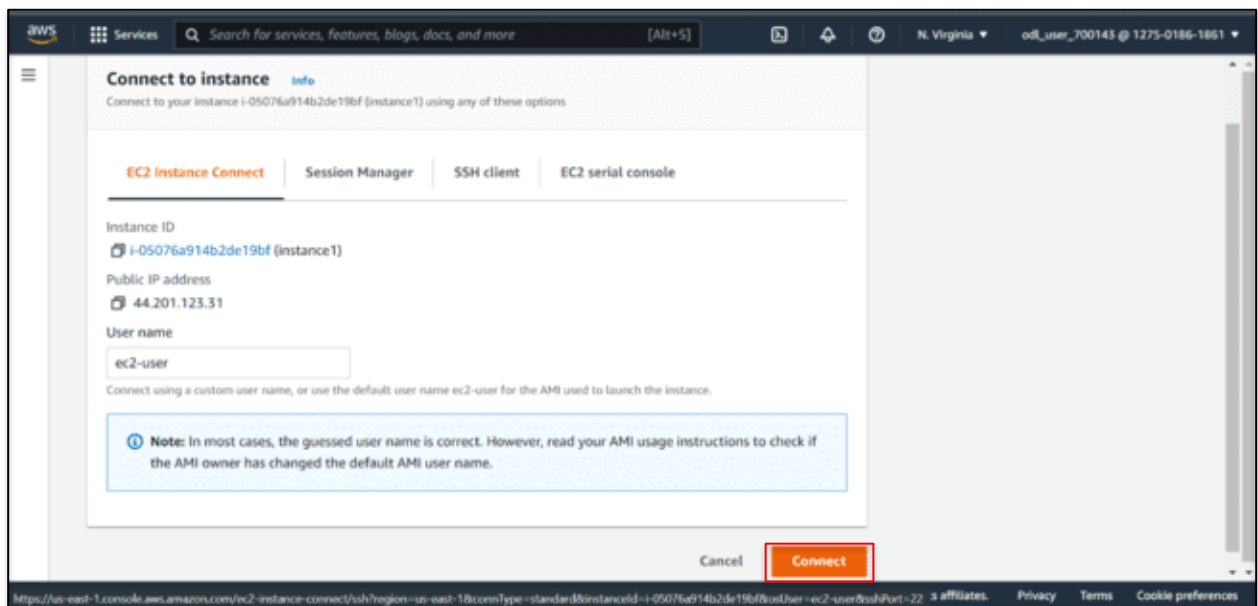 aws
Services
Search for services, features, blogs, docs, and more
[Alt+S]
N. Virginia ▼
odl_user_700143 @ 1275-0186-1861 ▼
Connect to instance Info
Connect to your instance i-05076a914b2de19bf (instance1) using any of these options
EC2 Instance Connect
Session Manager
SSH client
EC2 serial console
Instance ID
i-05076a914b2de19bf (instance1)
Public IP address
44.201.123.31
User name
ec2-user
Connect using a custom user name, or use the default user name ec2-user for the AMI used to launch the instance.
Note: In most cases, the guessed user name is correct. However, read your AMI usage instructions to check if
the AMI owner has changed the default AMI user name.
Cancel
Connect
https://us-east-1.console.aws.amazon.com/ec2-instance-connect/ssh?region=us-east-1&connType=standard&instanceId=i-05076a914b2de19bf&osUser=ec2-user&sshPort=22
s affiliates.
Privacy
Terms
Cookie preferences